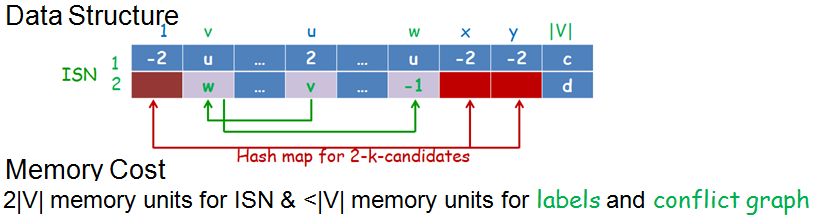 Data Structure
1 v u w x y |V|
1 -2 u ... 2 ... u -2 -2 c
ISN
2 w ... v ... -1 d
Hash map for 2-k-candidates
Memory Cost
2|V| memory units for ISN & <|V| memory units for labels and conflict graph